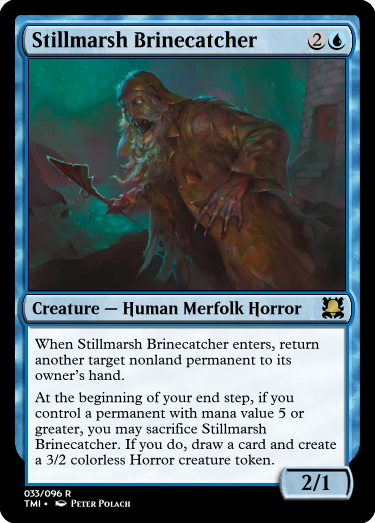 Stillmarsh Brinecatcher 2
Creature — Human Merfolk Horror
When Stillmarsh Brinecatcher enters, return
another target nonland permanent to its
owner's hand.
At the beginning of your end step, if you
control a permanent with mana value 5 or
greater, you may sacrifice Stillmarsh
Brinecatcher. If you do, draw a card and create
a 3/2 colorless Horror creature token.
2/1
033/096 R
TMI • Peter Polach